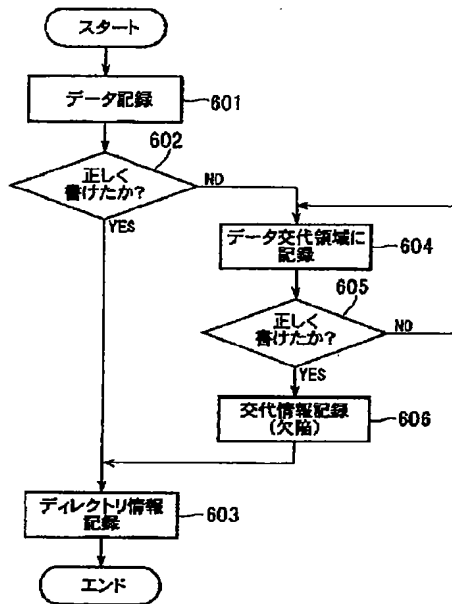 スタート
データ記録
601
602
正しく
書けたか?
NO
YES
データ交代領域に
記録
604
605
正しく
書けたか?
NO
YES
交代情報記録
(欠陥)
606
ディレクトリ情報
記録
603
エンド